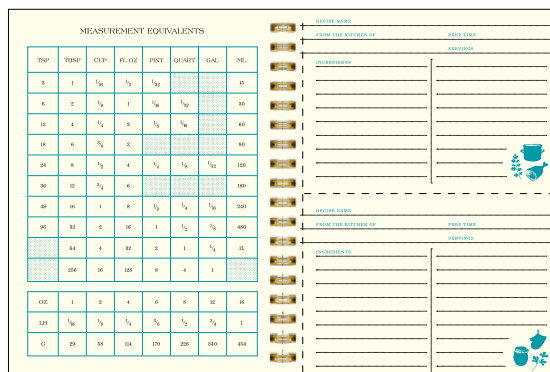 MEASUREMENT EQUIVALENTS
TSP TBSP CUP FL OZ PINT QUART GAL ML
3 1 1/16 1/2 1/32 15
6 2 1/8 1 1/16 1/32 30
12 4 1/4 2 1/8 1/16 60
18 6 3/8 3 90
24 8 1/2 4 1/4 1/8 1/32 120
36 12 3/4 6 180
48 16 1 8 1/2 1/4 1/16 240
96 32 2 16 1 1/2 1/8 480
64 4 32 2 1 1/4 1L
256 16 128 8 4 1
OZ 1 2 4 6 8 12 16
LB 1/16 1/8 1/4 3/8 1/2 3/4 1
G 29 58 114 170 226 340 454
RECIPE NAME
FROM THE KITCHEN OF PREP TIME
SERVINGS
INGREDIENTS
RECIPE NAME
FROM THE KITCHEN OF PREP TIME
SERVINGS
INGREDIENTS